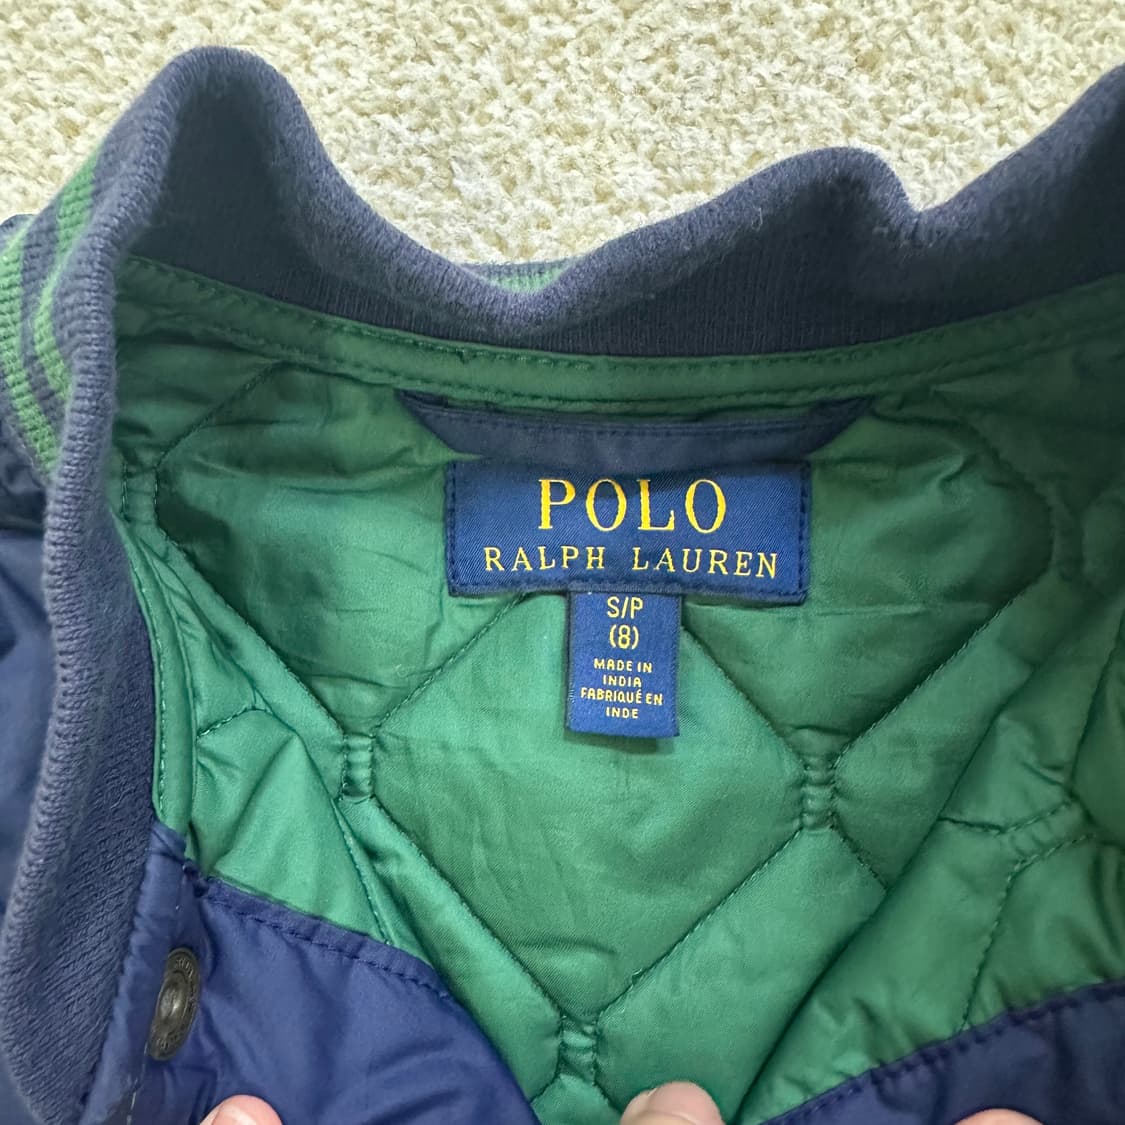 POLO
RALPH LAUREN
S/P
(8)
MADE IN
INDIA
FABRIQUÉ EN
INDE